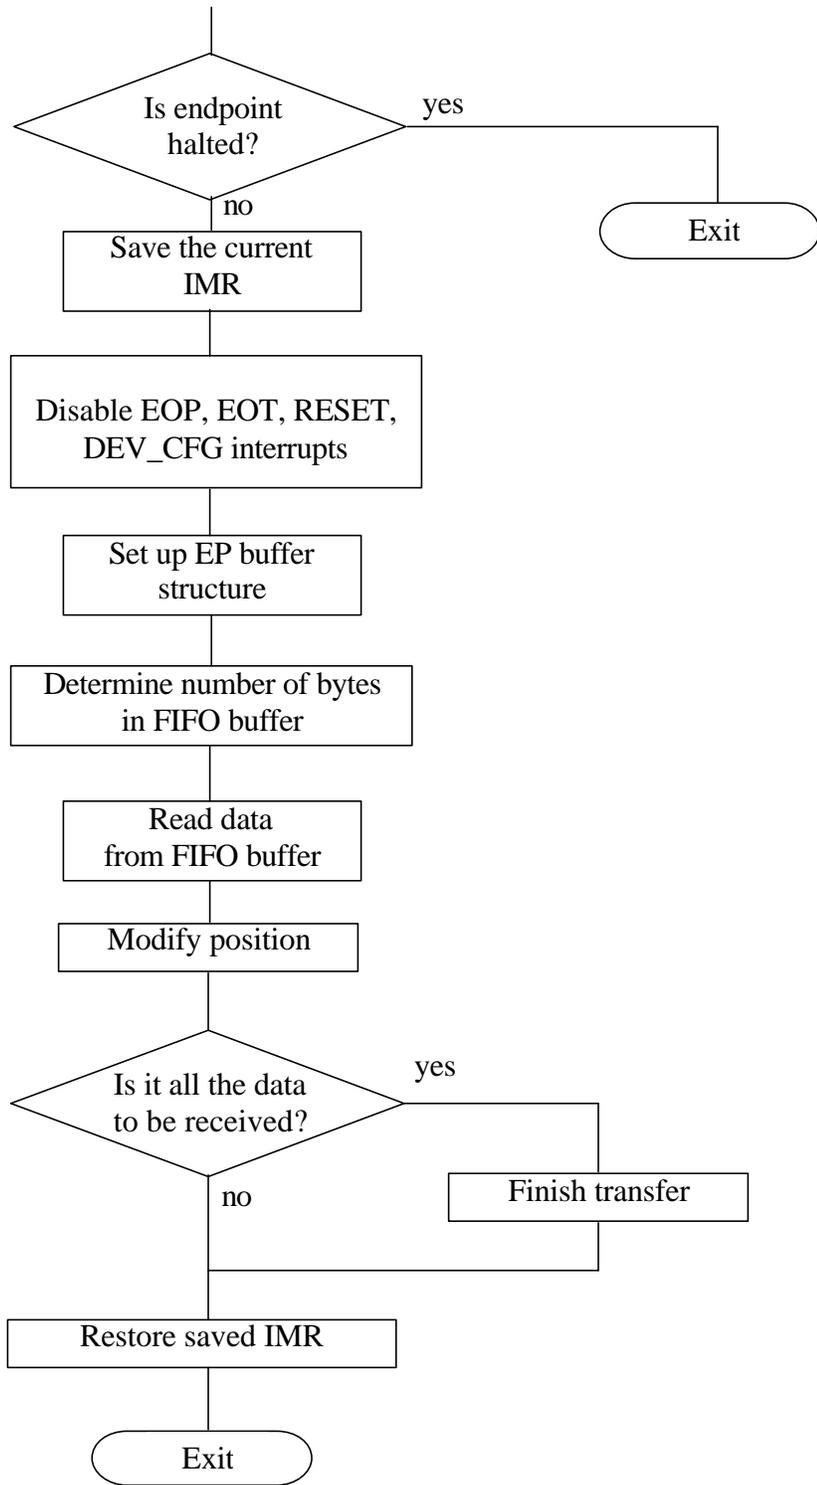 Is endpoint
halted?
yes
no
Exit
Save the current
IMR
Disable EOP, EOT, RESET,
DEV_CFG interrupts
Set up EP buffer
structure
Determine number of bytes
in FIFO buffer
Read data
from FIFO buffer
Modify position
Is it all the data
to be received?
yes
no
Finish transfer
Restore saved IMR
Exit